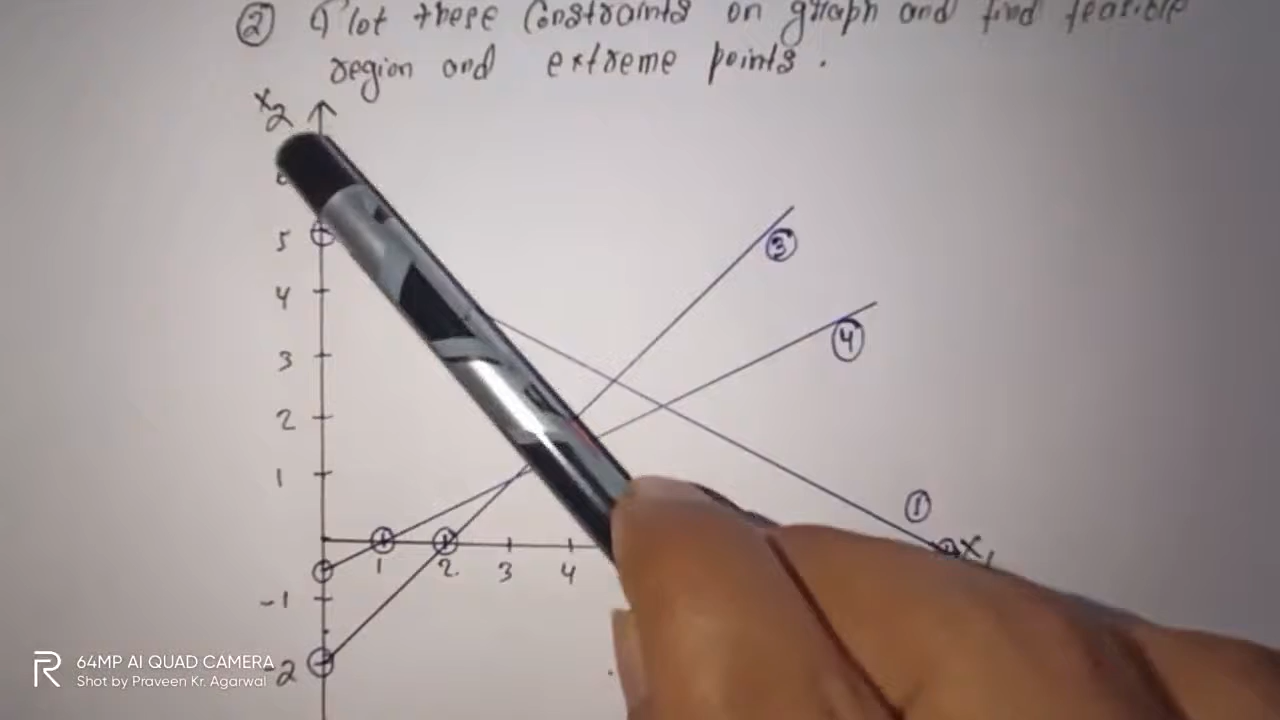 ② Plot these Constraints on graph and find feasible
region and extreme points.
x2
5
③
4
④
3
2
1
①
x1
1 2 3 4
-1
-2
64MP AI QUAD CAMERA
Shot by Praveen Kr. Agarwal